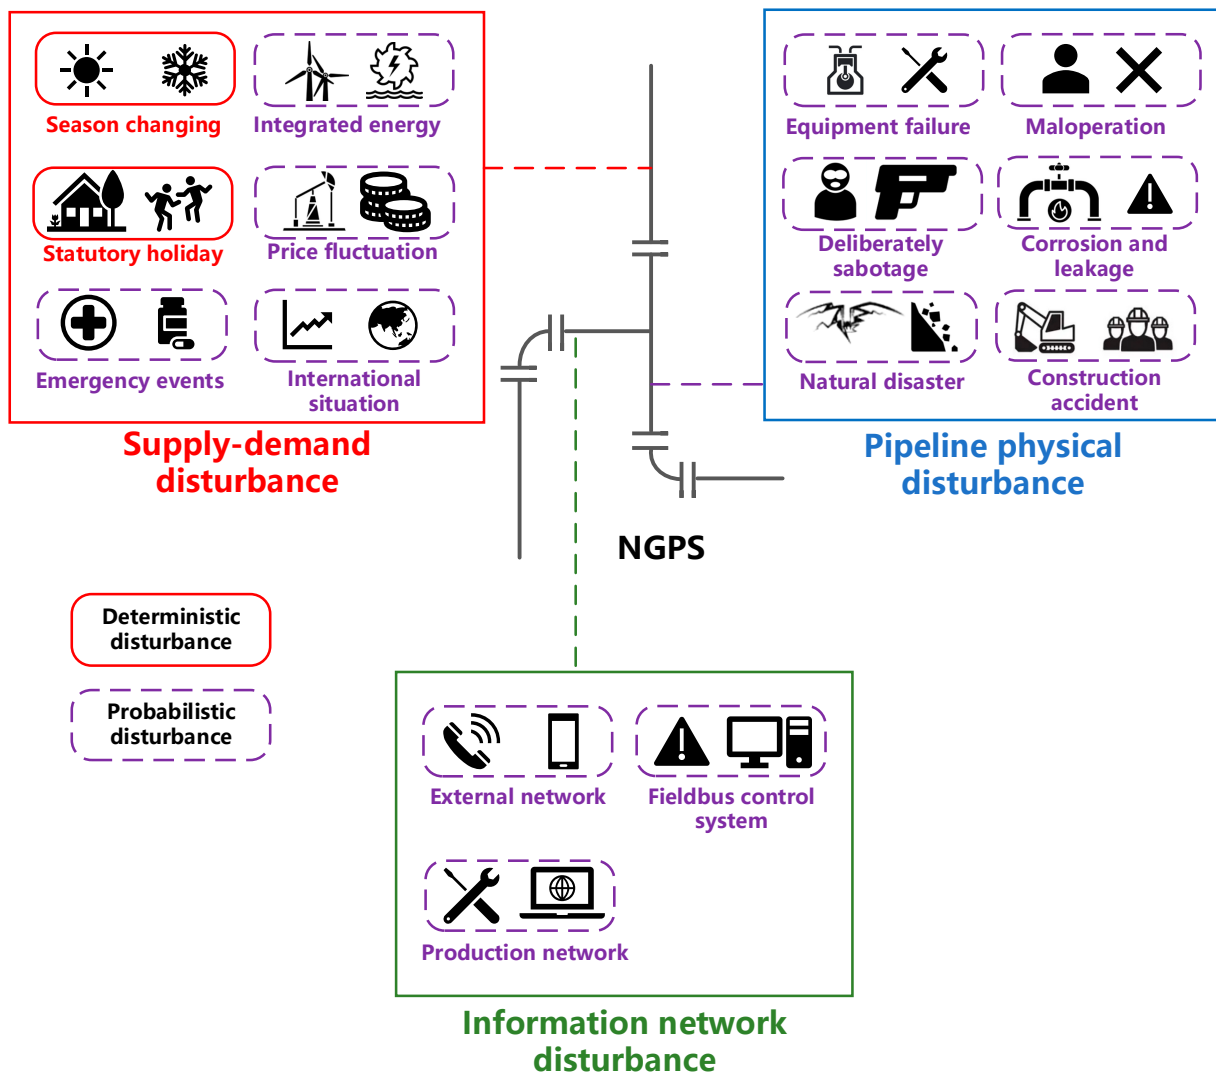 Season changing
Integrated energy
Statutory holiday
Price fluctuation
Emergency events
International
situation
Supply-demand
disturbance
Equipment failure
Maloperation
Deliberately
sabotage
Corrosion and
leakage
Natural disaster
Construction
accident
Pipeline physical
disturbance
NGPS
Deterministic
disturbance
Probabilistic
disturbance
External network
Fieldbus control
system
Production network
Information network
disturbance